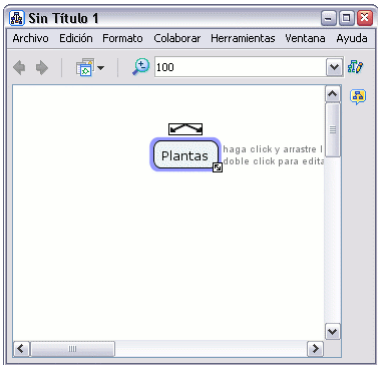 Sin Título 1
Archivo Edición Formato Colaborar Herramientas Ventana Ayuda
100
haga click y arrastre l
Plantas
doble click para edita